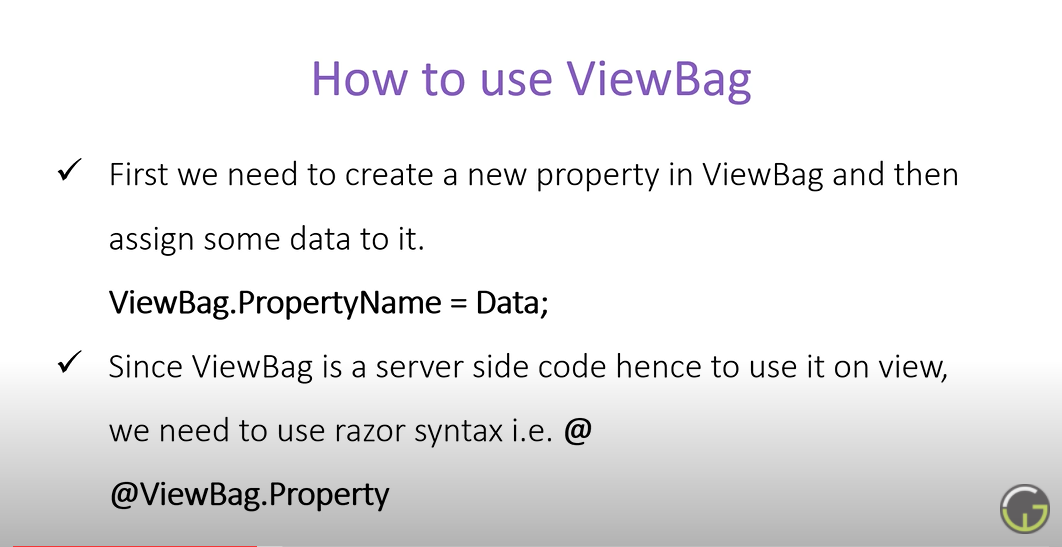 How to use ViewBag
✓ First we need to create a new property in ViewBag and then
assign some data to it.
ViewBag.PropertyName = Data;
✓ Since ViewBag is a server side code hence to use it on view,
we need to use razor syntax i.e. @
@ViewBag.Property